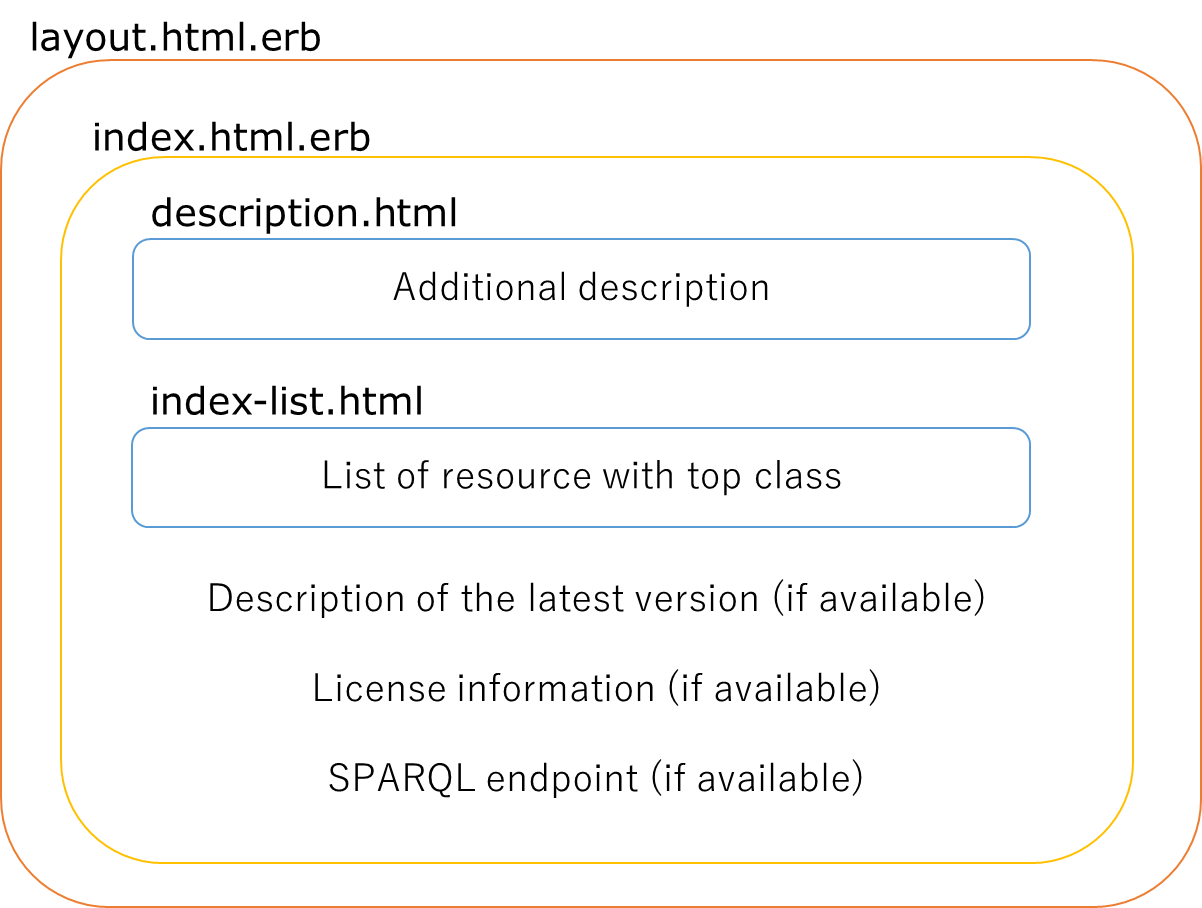 layout.html.erb
index.html.erb
description.html
Additional description
index-list.html
List of resource with top class
Description of the latest version (if available)
License information (if available)
SPARQL endpoint (if available)